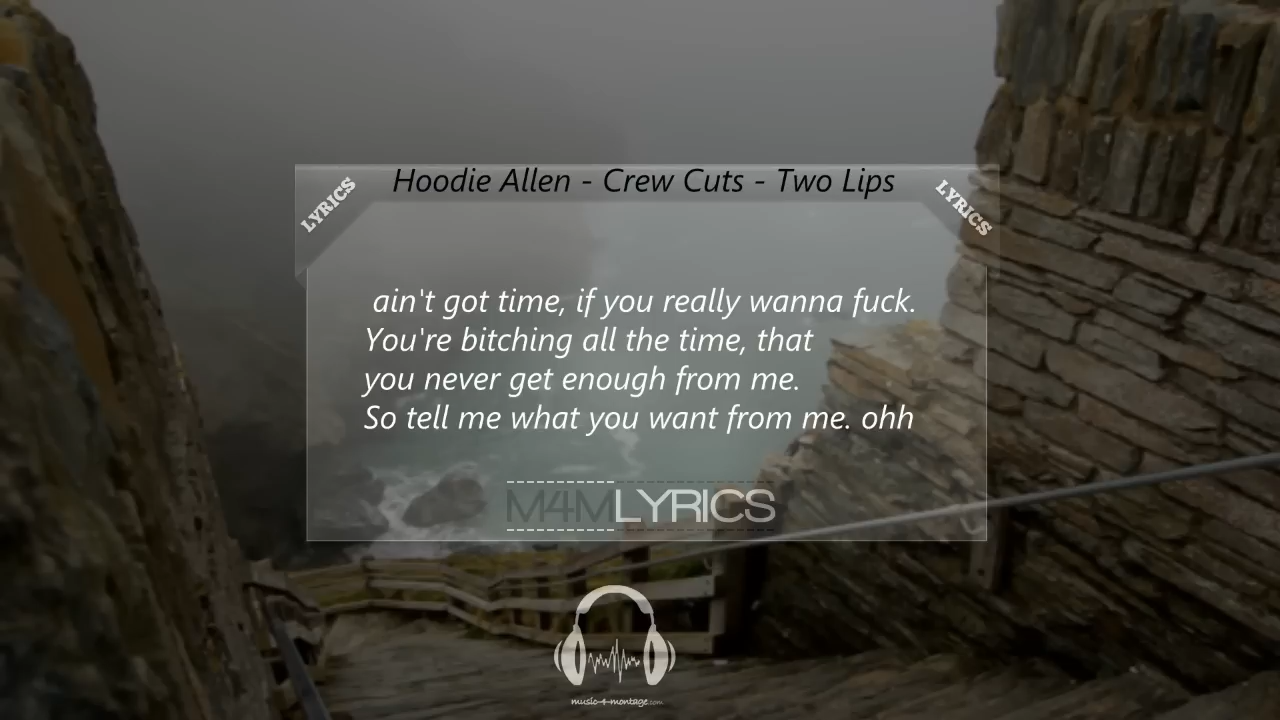 Hoodie Allen - Crew Cuts - Two Lips
LYRICS
LYRICS
ain't got time, if you really wanna fuck.
You're bitching all the time, that
you never get enough from me.
So tell me what you want from me. ohh
M4MLYRICS
music-4-montage.com